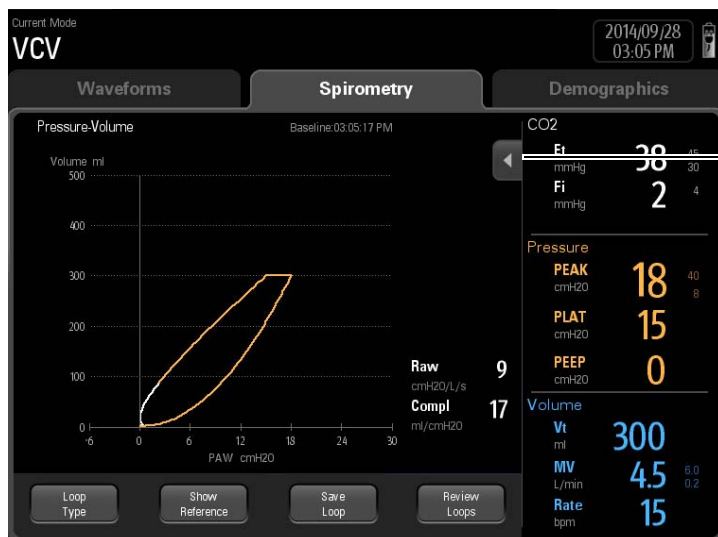 Current Mode
VCV
2014/09/28
03:05 PM
Waveforms
Spirometry
Demographics
Pressure-Volume
Baseline:03:05:17 PM
Volume ml
500
400
300
200
100
0
-6 0 6 12 18 24 30
PAW cmH2O
Raw 9
cmH2O/L/s
Compl 17
ml/cmH2O
CO2
Et 38 45
mmHg 30
Fi 2 4
mmHg
Pressure
PEAK 18 40
cmH2O 8
PLAT 15
cmH2O
PEEP 0
cmH2O
Volume
Vt 300
ml
MV 4.5 6.0
L/min 0.2
Rate 15
bpm
Loop
Type
Show
Reference
Save
Loop
Review
Loops